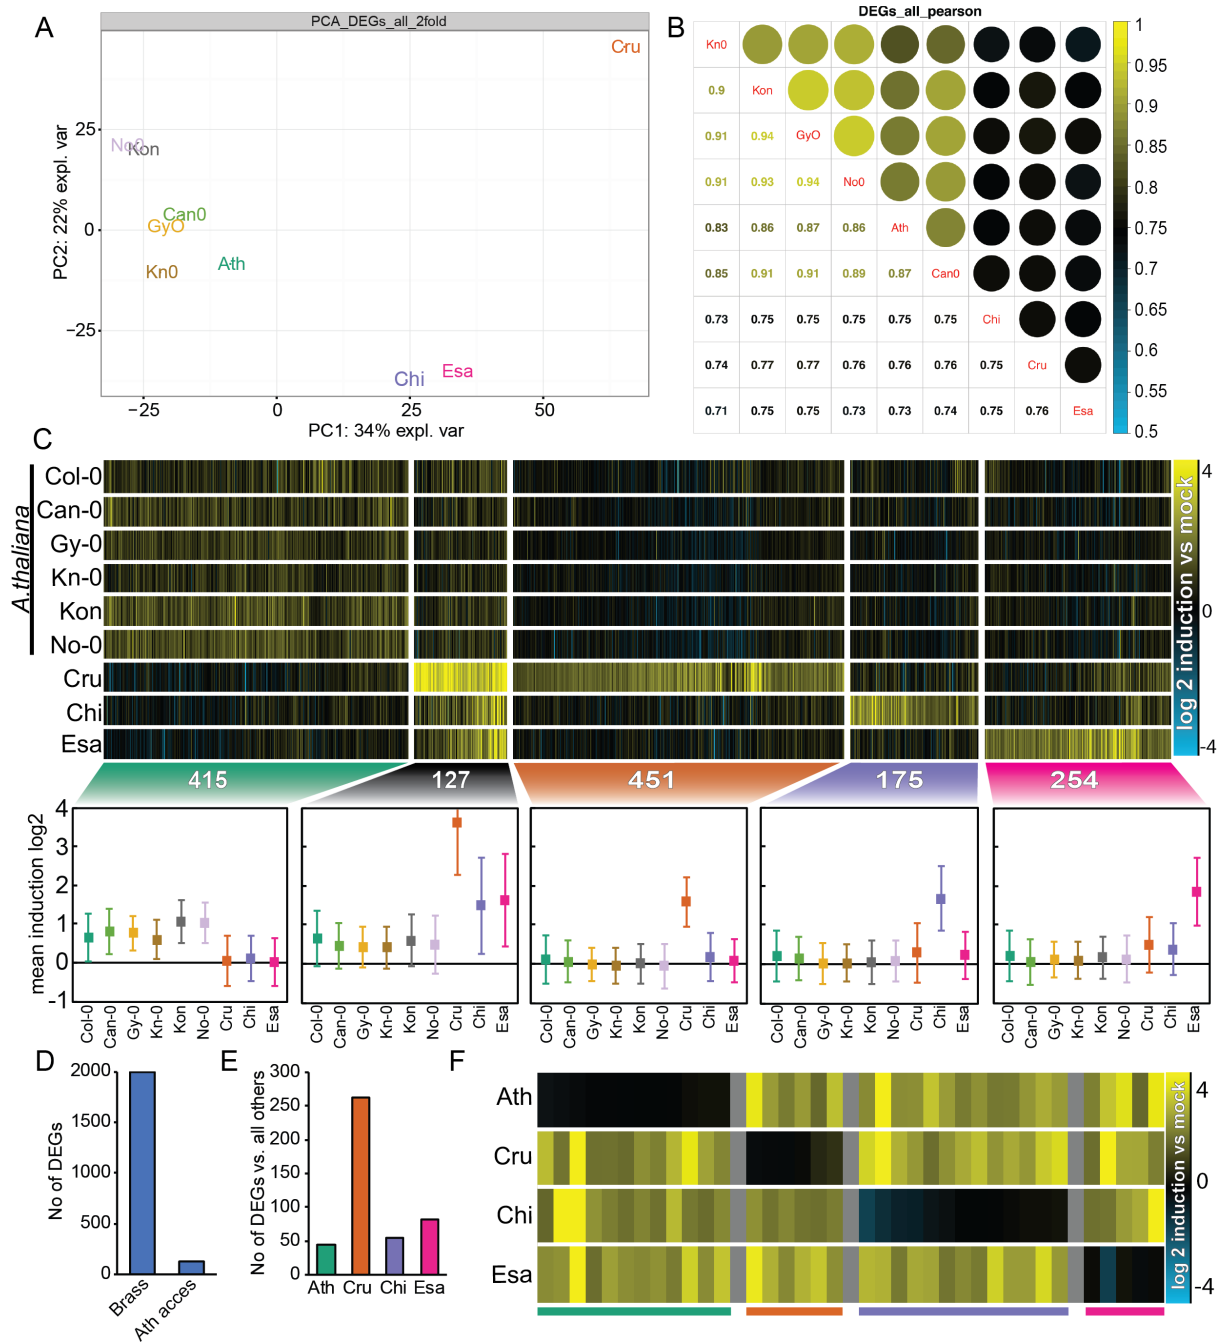 A
PCA_DEGs_all_2fold
Cru
No0
Kon
Can0
GyO
Kn0
Ath
Chi
Esa
25
0
−25
−25
0
25
50
PC2: 22% expl. var
PC1: 34% expl. var
B
DEGs_all_pearson
Kn0
0.9 Kon
0.91 0.94 GyO
0.91 0.93 0.94 No0
0.83 0.86 0.87 0.86 Ath
0.85 0.91 0.91 0.89 0.87 Can0
0.73 0.75 0.75 0.75 0.75 0.75 Chi
0.74 0.77 0.77 0.76 0.76 0.76 0.75 Cru
0.71 0.75 0.75 0.73 0.73 0.74 0.75 0.76 Esa
1
0.95
0.9
0.85
0.8
0.75
0.7
0.65
0.6
0.55
0.5
C
A.thaliana
Col-0
Can-0
Gy-0
Kn-0
Kon
No-0
Cru
Chi
Esa
4
0
-4
log 2 induction vs mock
415 127 451 175 254
mean induction log2
4
3
2
1
0
-1
Col-0 Can-0 Gy-0 Kn-0 Kon No-0 Cru Chi Esa
Col-0 Can-0 Gy-0 Kn-0 Kon No-0 Cru Chi Esa
Col-0 Can-0 Gy-0 Kn-0 Kon No-0 Cru Chi Esa
Col-0 Can-0 Gy-0 Kn-0 Kon No-0 Cru Chi Esa
Col-0 Can-0 Gy-0 Kn-0 Kon No-0 Cru Chi Esa
D
No of DEGs
2000
1500
1000
500
0
Brass
Ath acces
E
No of DEGs vs. all others
300
250
200
150
100
50
0
Ath Cru Chi Esa
F
Ath
Cru
Chi
Esa
4
0
-4
log 2 induction vs mock